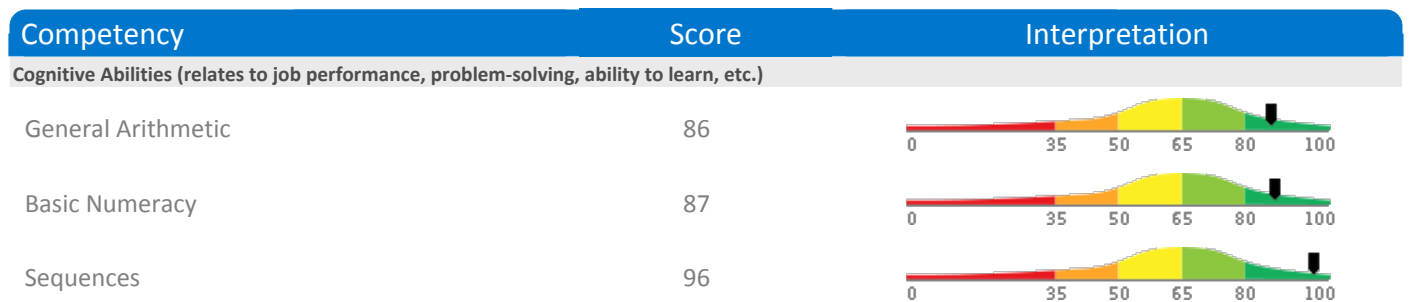 Competency Score Interpretation
Cognitive Abilities (relates to job performance, problem-solving, ability to learn, etc.)
General Arithmetic 86
0 35 50 65 80 100
Basic Numeracy 87
0 35 50 65 80 100
Sequences 96
0 35 50 65 80 100